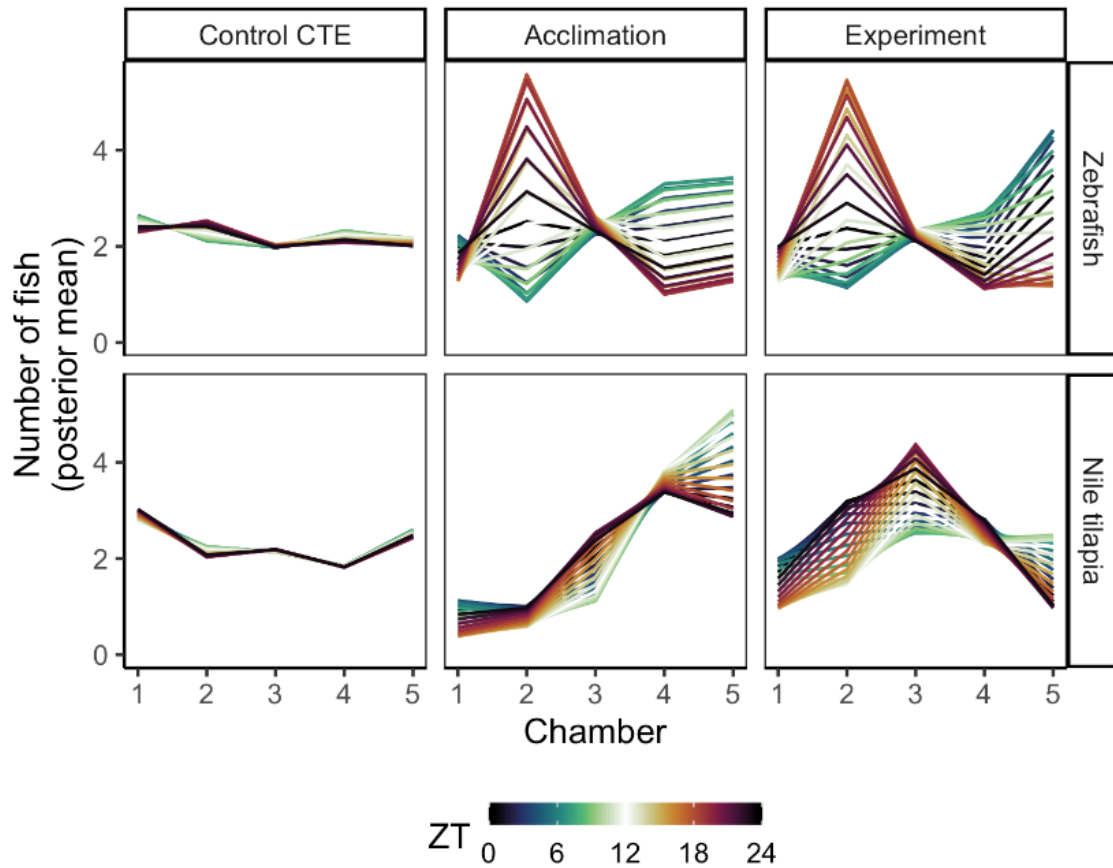 Control CTE
Acclimation
Experiment
Number of fish
(posterior mean)
4
2
0
Zebrafish
4
2
0
Nile tilapia
1 2 3 4 5
1 2 3 4 5
1 2 3 4 5
Chamber
ZT
0 6 12 18 24